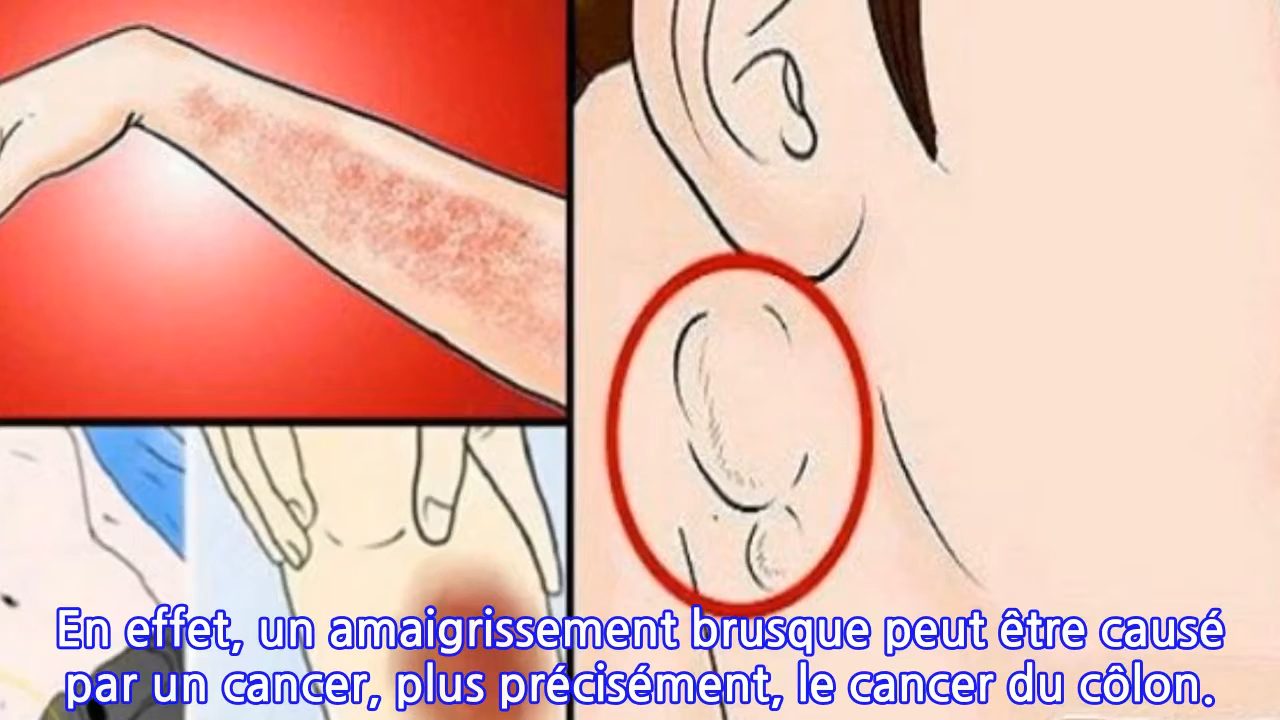 En effet, un amaigrissement brusque peut être causé
par un cancer, plus précisément, le cancer du côlon.